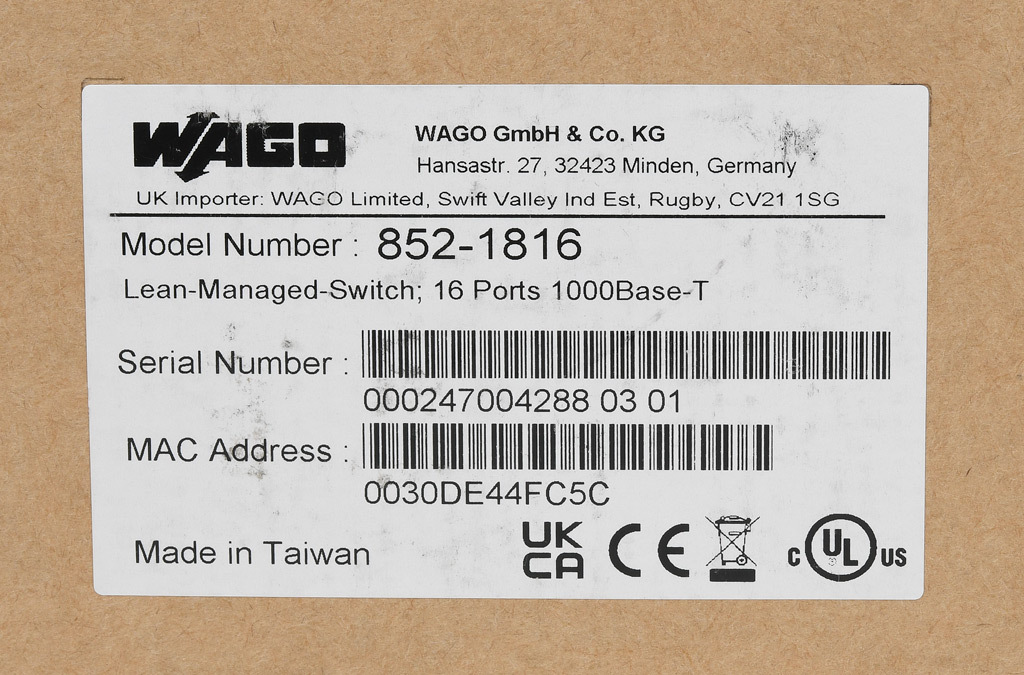 WAGO
WAGO GmbH & Co. KG
Hansastr. 27, 32423 Minden, Germany
UK Importer: WAGO Limited, Swift Valley Ind Est, Rugby, CV21 1SG
Model Number : 852-1816
Lean-Managed-Switch; 16 Ports 1000Base-T
Serial Number :
000247004288 03 01
MAC Address :
0030DE44FC5C
Made in Taiwan
UK
CA
CE
C UL US